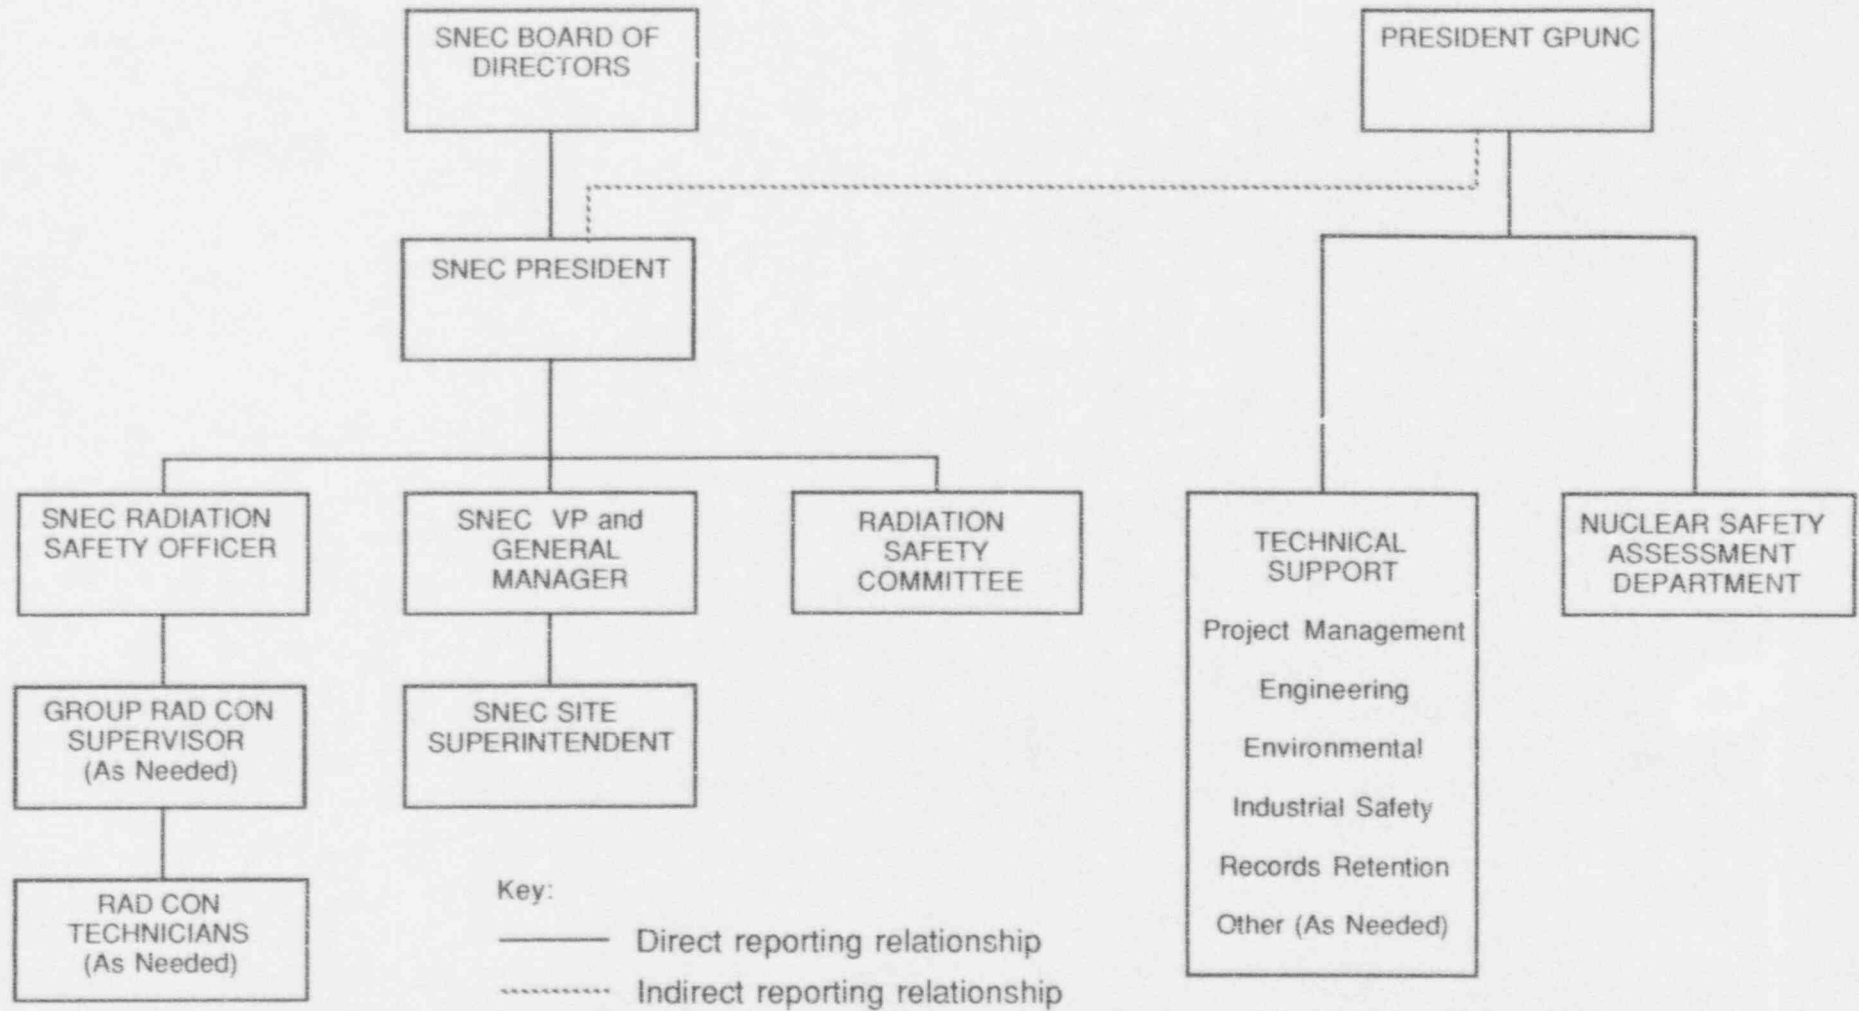 SNEC BOARD OF
DIRECTORS
PRESIDENT GPUNC
SNEC PRESIDENT
SNEC RADIATION
SAFETY OFFICER
SNEC VP and
GENERAL
MANAGER
RADIATION
SAFETY
COMMITTEE
TECHNICAL
SUPPORT
Project Management
Engineering
Environmental
Industrial Safety
Records Retention
Other (As Needed)
NUCLEAR SAFETY
ASSESSMENT
DEPARTMENT
GROUP RAD CON
SUPERVISOR
(As Needed)
SNEC SITE
SUPERINTENDENT
RAD CON
TECHNICIANS
(As Needed)
Key:
Direct reporting relationship
Indirect reporting relationship